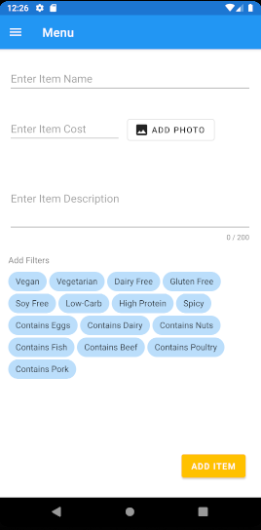 12:26
Menu
Enter Item Name
Enter Item Cost
ADD PHOTO
Enter Item Description
0 / 200
Add Filters
Vegan Vegetarian Dairy Free Gluten Free
Soy Free Low-Carb High Protein Spicy
Contains Eggs Contains Dairy Contains Nuts
Contains Fish Contains Beef Contains Poultry
Contains Pork
ADD ITEM